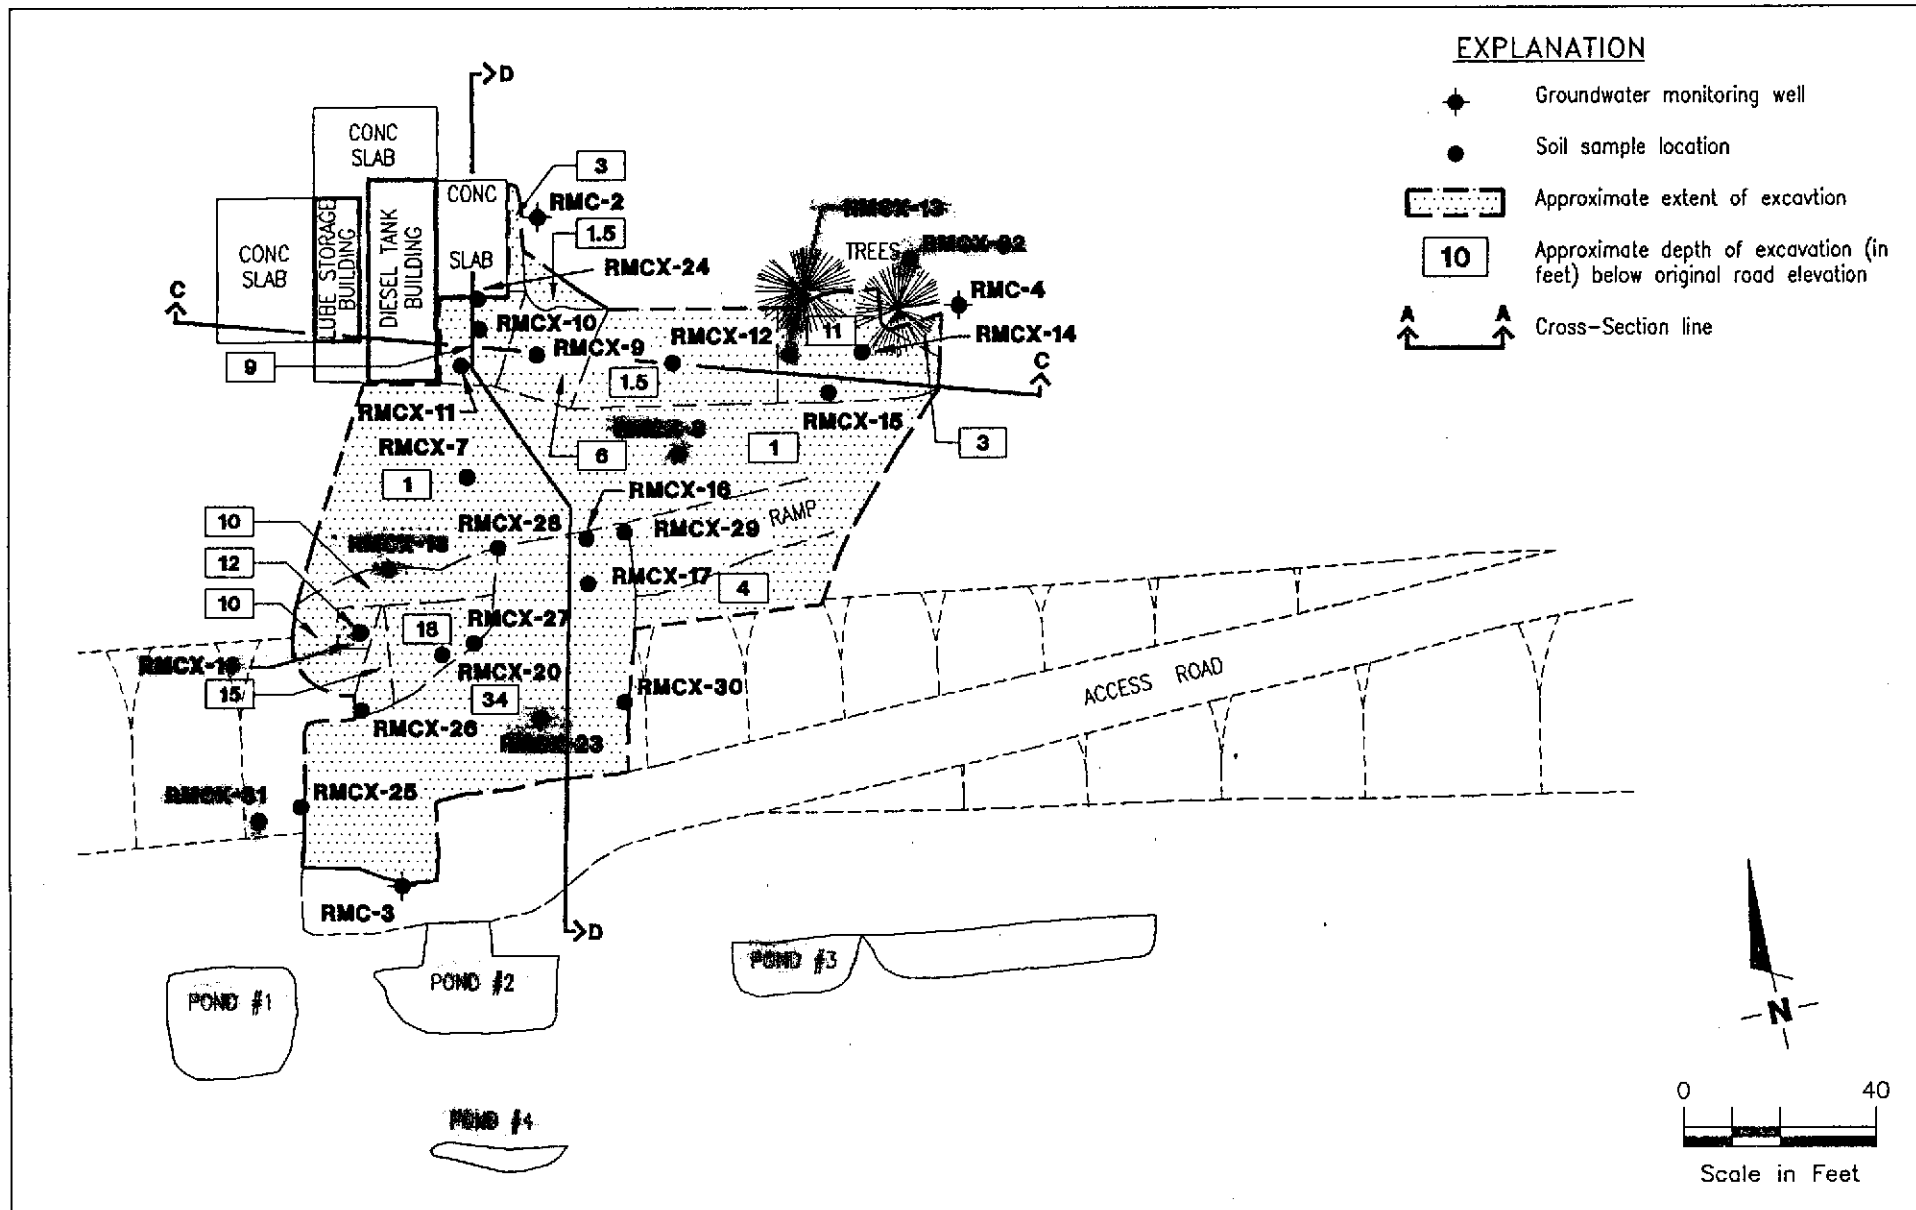 EXPLANATION
Groundwater monitoring well
Soil sample location
Approximate extent of excavtion
10
Approximate depth of excavation (in
feet) below original road elevation
A
A
Cross-Section line
D
CONC
SLAB
CONC
SLAB
LUBE STORAGE
BUILDING
DIESEL TANK
BUILDING
CONC
SLAB
3
RMC-2
1.5
RMCX-24
RMCX-13
TREES
RMC-4
C
RMCX-10
RMCX-9
RMCX-12
11
RMCX-14
9
1.5
C
RMCX-11
RMCX-15
RMCX-7
6
1
3
1
RMCX-16
10
RMCX-28
RMCX-29
RAMP
12
RMCX-17
4
10
18
RMCX-27
RMCX-20
15
34
RMCX-30
ACCESS ROAD
RMCX-26
RMCX-23
RMCX-25
RMC-3
D
POND #1
POND #2
POND #3
POND #4
N
0
40
Scale in Feet